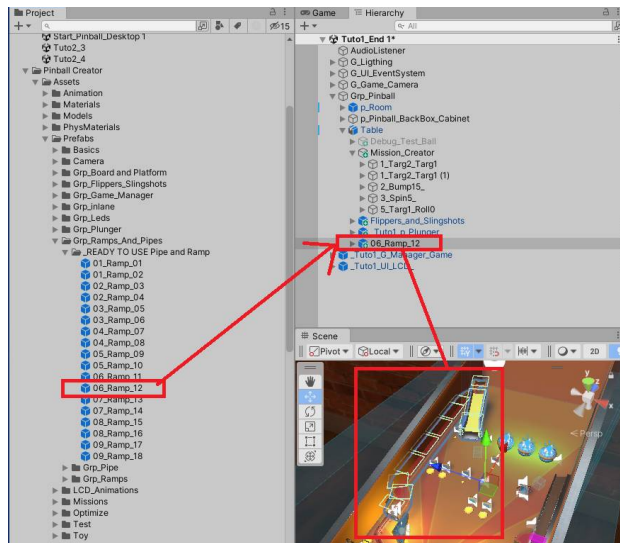 Project
15
Start_Pinball_Desktop 1
Tuto2_3
Tuto2_4
Pinball Creator
Assets
Animation
Materials
Models
PhysMaterials
Prefabs
Basics
Camera
Grp_Board and Platform
Grp_Flippers_Slingshots
Grp_Game_Manager
Grp_inlane
Grp_Leds
Grp_Plunger
Grp_Ramps_And_Pipes
_READY TO USE Pipe and Ramp
01_Ramp_01
01_Ramp_02
02_Ramp_03
02_Ramp_04
03_Ramp_05
03_Ramp_06
04_Ramp_07
04_Ramp_08
05_Ramp_09
05_Ramp_10
06_Ramp_11
06_Ramp_12
07_Ramp_13
07_Ramp_14
08_Ramp_15
08_Ramp_16
09_Ramp_17
09_Ramp_18
Grp_Pipe
Grp_Ramps
LCD_Animations
Missions
Optimize
Test
Toy
Game
Hierarchy
All
Tuto1_End 1*
AudioListener
G_Ligthing
G_UI_EventSystem
G_Game_Camera
Grp_Pinball
p_Room
p_Pinball_BackBox_Cabinet
Table
Debug_Test_Ball
Mission_Creator
1_Targ2_Targ1
1_Targ2_Targ1 (1)
2_Bump15_
3_Spin5_
5_Targ1_Roll0
Flippers_and_Slingshots
_Tuto1_p_Plunger
06_Ramp_12
_Tuto1_G_Manager_Game
_Tuto1_UI_LCD_
Scene
Pivot
Local
2D
y
z
x
Persp